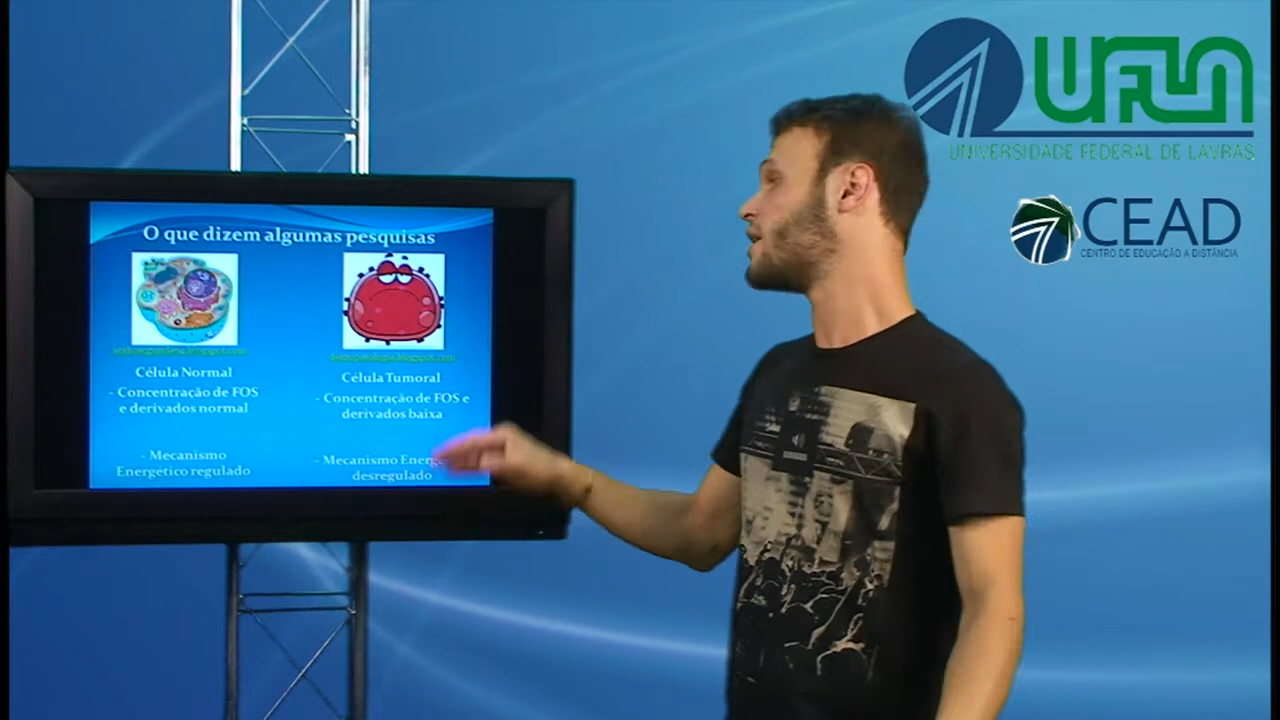 UFLA
UNIVERSIDADE FEDERAL DE LAVRAS
CEAD
CENTRO DE EDUCAÇÃO A DISTÂNCIA
O que dizem algumas pesquisas
Célula Normal
- Concentração de FOS
e derivados normal
- Mecanismo
Energético regulado
Célula Tumoral
- Concentração de FOS e
derivados baixa
- Mecanismo
desregulado